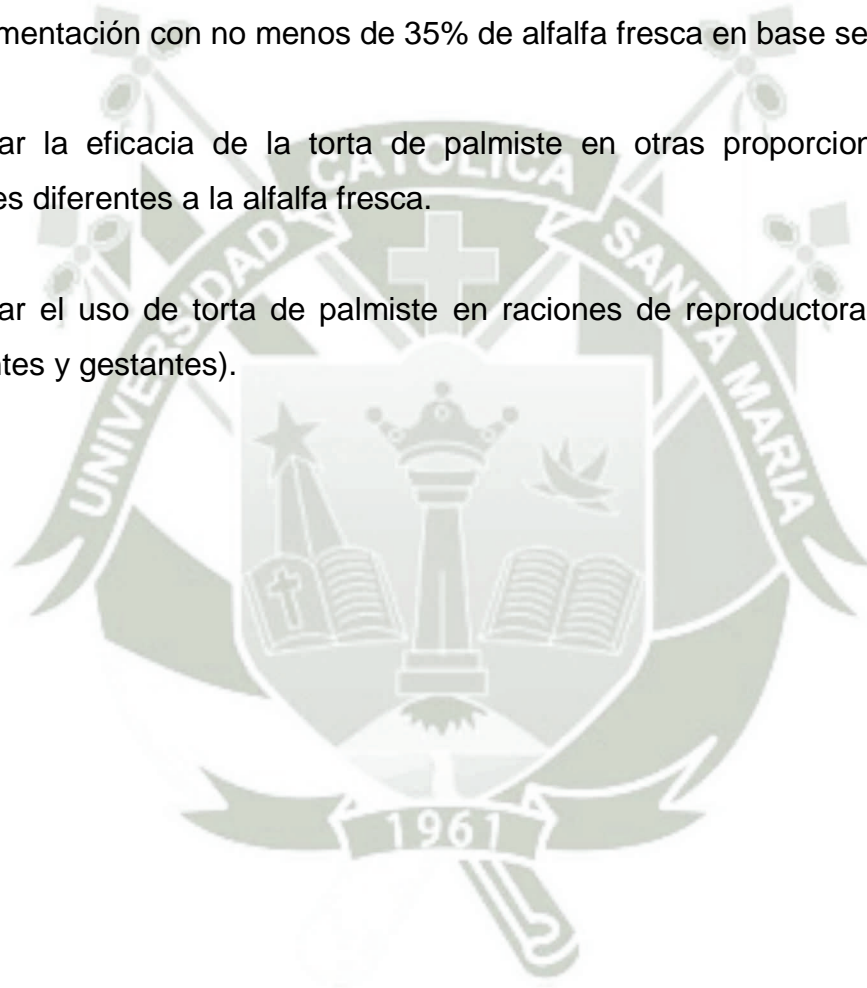 mentación con no menos de 35% de alfalfa fresca en base se
ar la eficacia de la torta de palmiste en otras proporcion
es diferentes a la alfalfa fresca.
ar el uso de torta de palmiste en raciones de reproductora
ntes y gestantes).
UNIVERSIDAD CATOLICA SANTA MARIA
1961